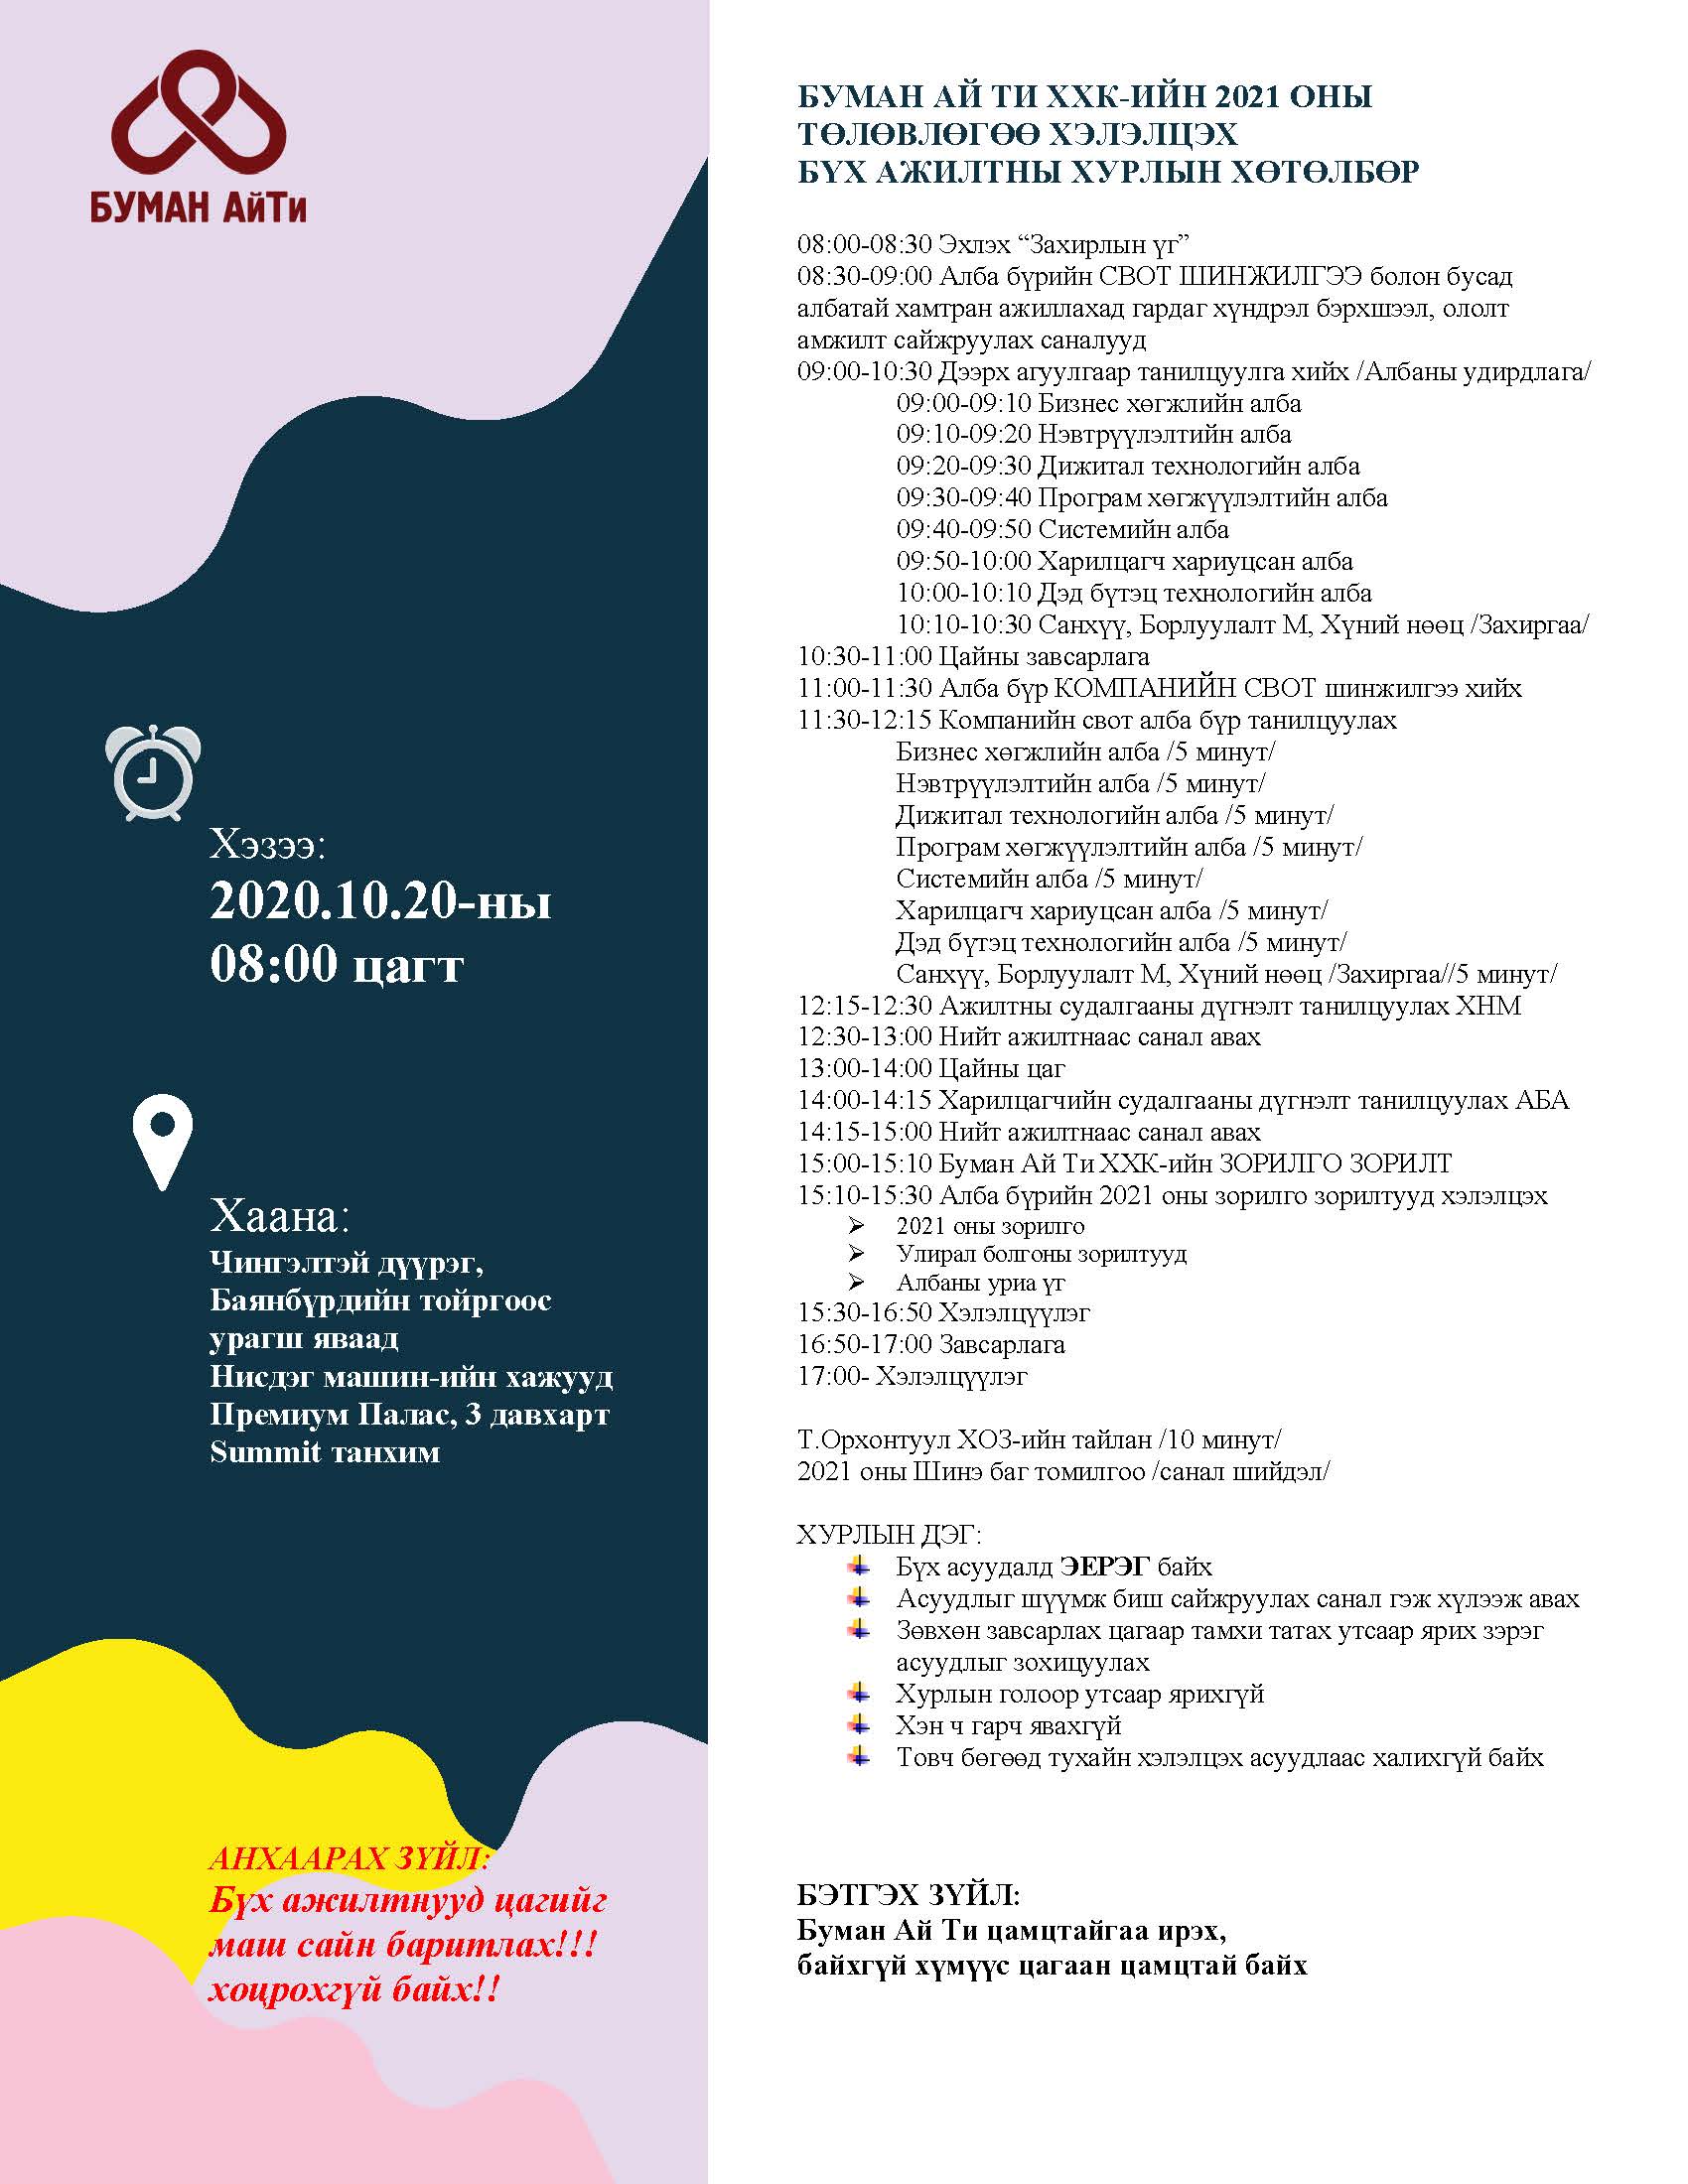 БУМАН АйТи
Хэзээ:
2020.10.20-ны
08:00 цагт
Хаана:
Чингэлтэй дүүрэг,
Баянбүрдийн тойргоос
урагш яваад
Нисдэг машин-ийн хажууд
Премиум Палас, 3 давхарт
Summit танхим
АНХААРАХ ЗҮЙЛ:
Бүх ажилтнууд цагийг
маш сайн баритлах!!!
хоцрохгүй байх!!
БУМАН АЙ ТИ ХХК-ИЙН 2021 ОНЫ
ТӨЛӨВЛӨГӨӨ ХЭЛЭЛЦЭХ
БҮХ АЖИЛТНЫ ХУРЛЫН ХӨТӨЛБӨР
08:00-08:30 Эхлэх “Захирлын үг”
08:30-09:00 Алба бүрийн СВОТ ШИНЖИЛГЭЭ болон бусад
албатай хамтран ажиллахад гардаг хүндрэл бэрхшээл, ололт
амжилт сайжруулах саналууд
09:00-10:30 Дээрх агуулгаар танилцуулга хийх /Албаны удирдлага/
09:00-09:10 Бизнес хөгжлийн алба
09:10-09:20 Нэвтрүүлэлтийн алба
09:20-09:30 Дижитал технологийн алба
09:30-09:40 Програм хөгжүүлэлтийн алба
09:40-09:50 Системийн алба
09:50-10:00 Харилцагч хариуцсан алба
10:00-10:10 Дэд бүтэц технологийн алба
10:10-10:30 Санхүү, Борлуулалт М, Хүний нөөц /Захиргаа/
10:30-11:00 Цайны завсарлага
11:00-11:30 Алба бүр КОМПАНИЙН СВОТ шинжилгээ хийх
11:30-12:15 Компанийн свот алба бүр танилцуулах
Бизнес хөгжлийн алба /5 минут/
Нэвтрүүлэлтийн алба /5 минут/
Дижитал технологийн алба /5 минут/
Програм хөгжүүлэлтийн алба /5 минут/
Системийн алба /5 минут/
Харилцагч хариуцсан алба /5 минут/
Дэд бүтэц технологийн алба /5 минут/
Санхүү, Борлуулалт М, Хүний нөөц /Захиргаа//5 минут/
12:15-12:30 Ажилтны судалгааны дүгнэлт танилцуулах ХНМ
12:30-13:00 Нийт ажилтнаас санал авах
13:00-14:00 Цайны цаг
14:00-14:15 Харилцагчийн судалгааны дүгнэлт танилцуулах АБА
14:15-15:00 Нийт ажилтнаас санал авах
15:00-15:10 Буман Ай Ти ХХК-ийн ЗОРИЛГО ЗОРИЛТ
15:10-15:30 Алба бүрийн 2021 оны зорилго зорилтууд хэлэлцэх
➢ 2021 оны зорилго
➢ Улирал болгоны зорилтууд
➢ Албаны уриа үг
15:30-16:50 Хэлэлцүүлэг
16:50-17:00 Завсарлага
17:00- Хэлэлцүүлэг
Т.Орхонтуул ХОЗ-ийн тайлан /10 минут/
2021 оны Шинэ баг томилгоо /санал шийдэл/
ХУРЛЫН ДЭГ:
Бүх асуудалд ЭЕРЭГ байх
Асуудлыг шүүмж биш сайжруулах санал гэж хүлээж авах
Зөвхөн завсарлах цагаар тамхи татах утсаар ярих зэрэг
асуудлыг зохицуулах
Хурлын голоор утсаар ярихгүй
Хэн ч гарч явахгүй
Товч бөгөөд тухайн хэлэлцэх асуудлаас халихгүй байх
БЭТГЭХ ЗҮЙЛ:
Буман Ай Ти цамцтайгаа ирэх,
байхгүй хүмүүс цагаан цамцтай байх